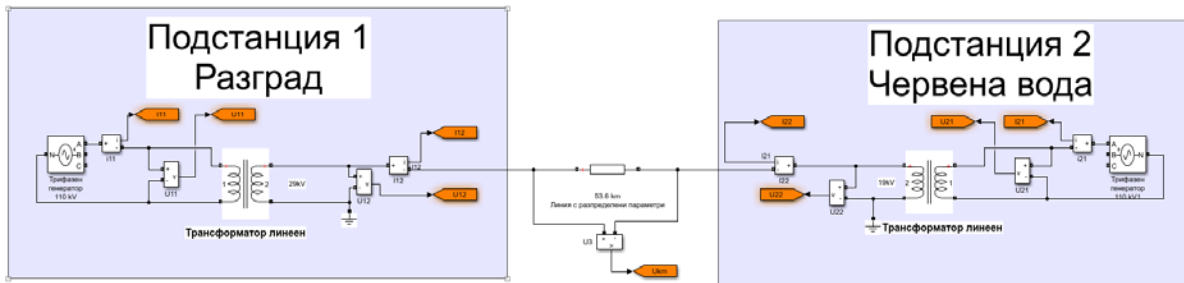 Подстанция 1
Разград
I11
U11
i11
N
A
B
C
Трифазен
генератор
110 kV
U11
1
2
29kV
Трансформатор линеен
U12
I12
I12
I12
U12
53.6 km
Линия с разпределени параметри
U3
Ukm
Подстанция 2
Червена вода
I22
I21
I22
U22
U22
19kV
2
1
Трансформатор линеен
U21
I21
U21
i21
A
B
C
N
Трифазен
генератор
110 kV1